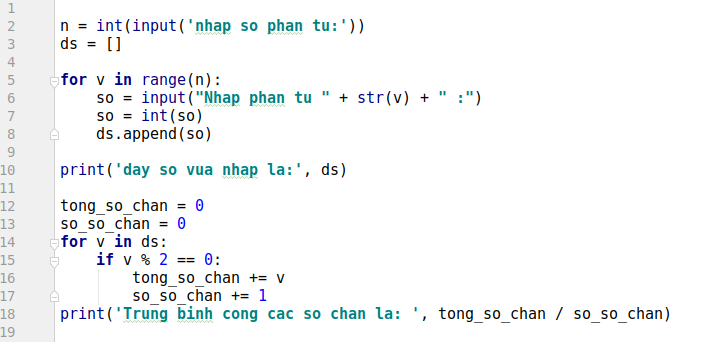 1
2 n = int(input('nhap so phan tu:'))
3 ds = []
4
5 for v in range(n):
6     so = input("Nhap phan tu " + str(v) + " :")
7     so = int(so)
8     ds.append(so)
9
10 print('day so vua nhap la:', ds)
11
12 tong_so_chan = 0
13 so_so_chan = 0
14 for v in ds:
15     if v % 2 == 0:
16         tong_so_chan += v
17         so_so_chan += 1
18 print('Trung binh cong cac so chan la: ', tong_so_chan / so_so_chan)
19